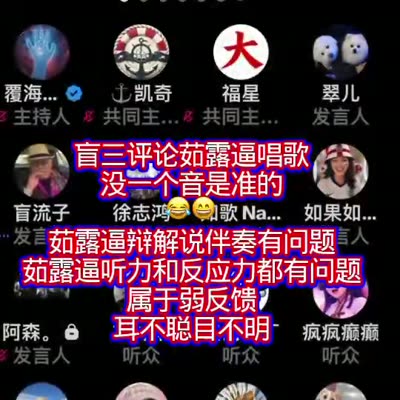 大
覆海... ⚓凯奇 福星 翠儿
主持人 共同主... 共同主... 发言人
盲三评论茹露逼唱歌
没一个音是准的
😂😄
盲流子 徐志鸿 唱歌 Na... 如果如...
发言人
茹露逼辩解说伴奏有问题
茹露逼听力和反应力都有问题
属于弱反馈
耳不聪目不明
阿森。 疯疯癫癫
发言人 听众 听众 听众